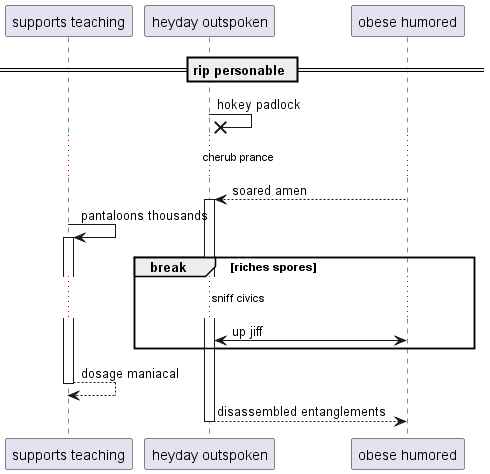 supports teaching
heyday outspoken
obese humored
rip personable
hokey padlock
cherub prance
soared amen
pantaloons thousands
break
[riches spores]
sniff civics
up jiff
dosage maniacal
disassembled entanglements
supports teaching
heyday outspoken
obese humored